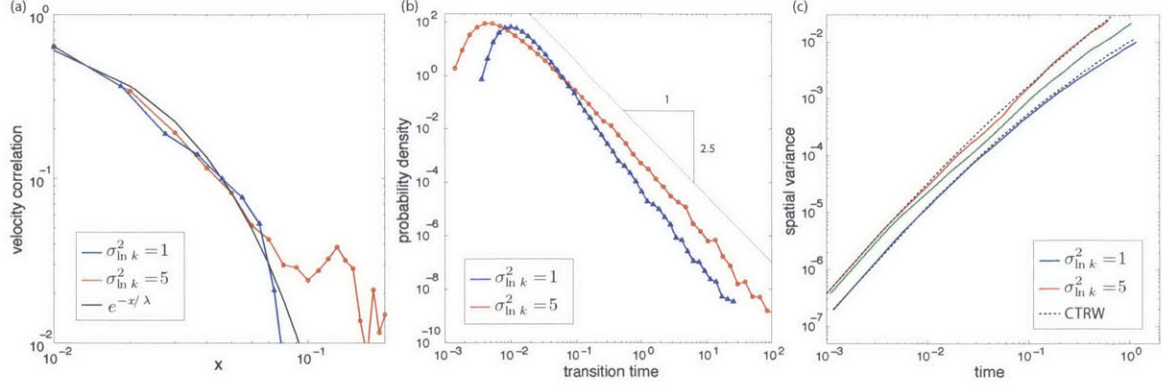 (a)
10^0
10^-1
10^-2
velocity correlation
σ²ln k = 1
σ²ln k = 5
e^-x/λ
10^-2
10^-1
x
(b)
10^2
10^0
10^-2
10^-4
10^-6
10^-8
10^-10
probability density
1
2.5
σ²ln k = 1
σ²ln k = 5
10^-3
10^-2
10^-1
10^0
10^1
10^2
transition time
(c)
10^-2
10^-3
10^-4
10^-5
10^-6
10^-7
spatial variance
σ²ln k = 1
σ²ln k = 5
CTRW
10^-3
10^-2
10^-1
10^0
time